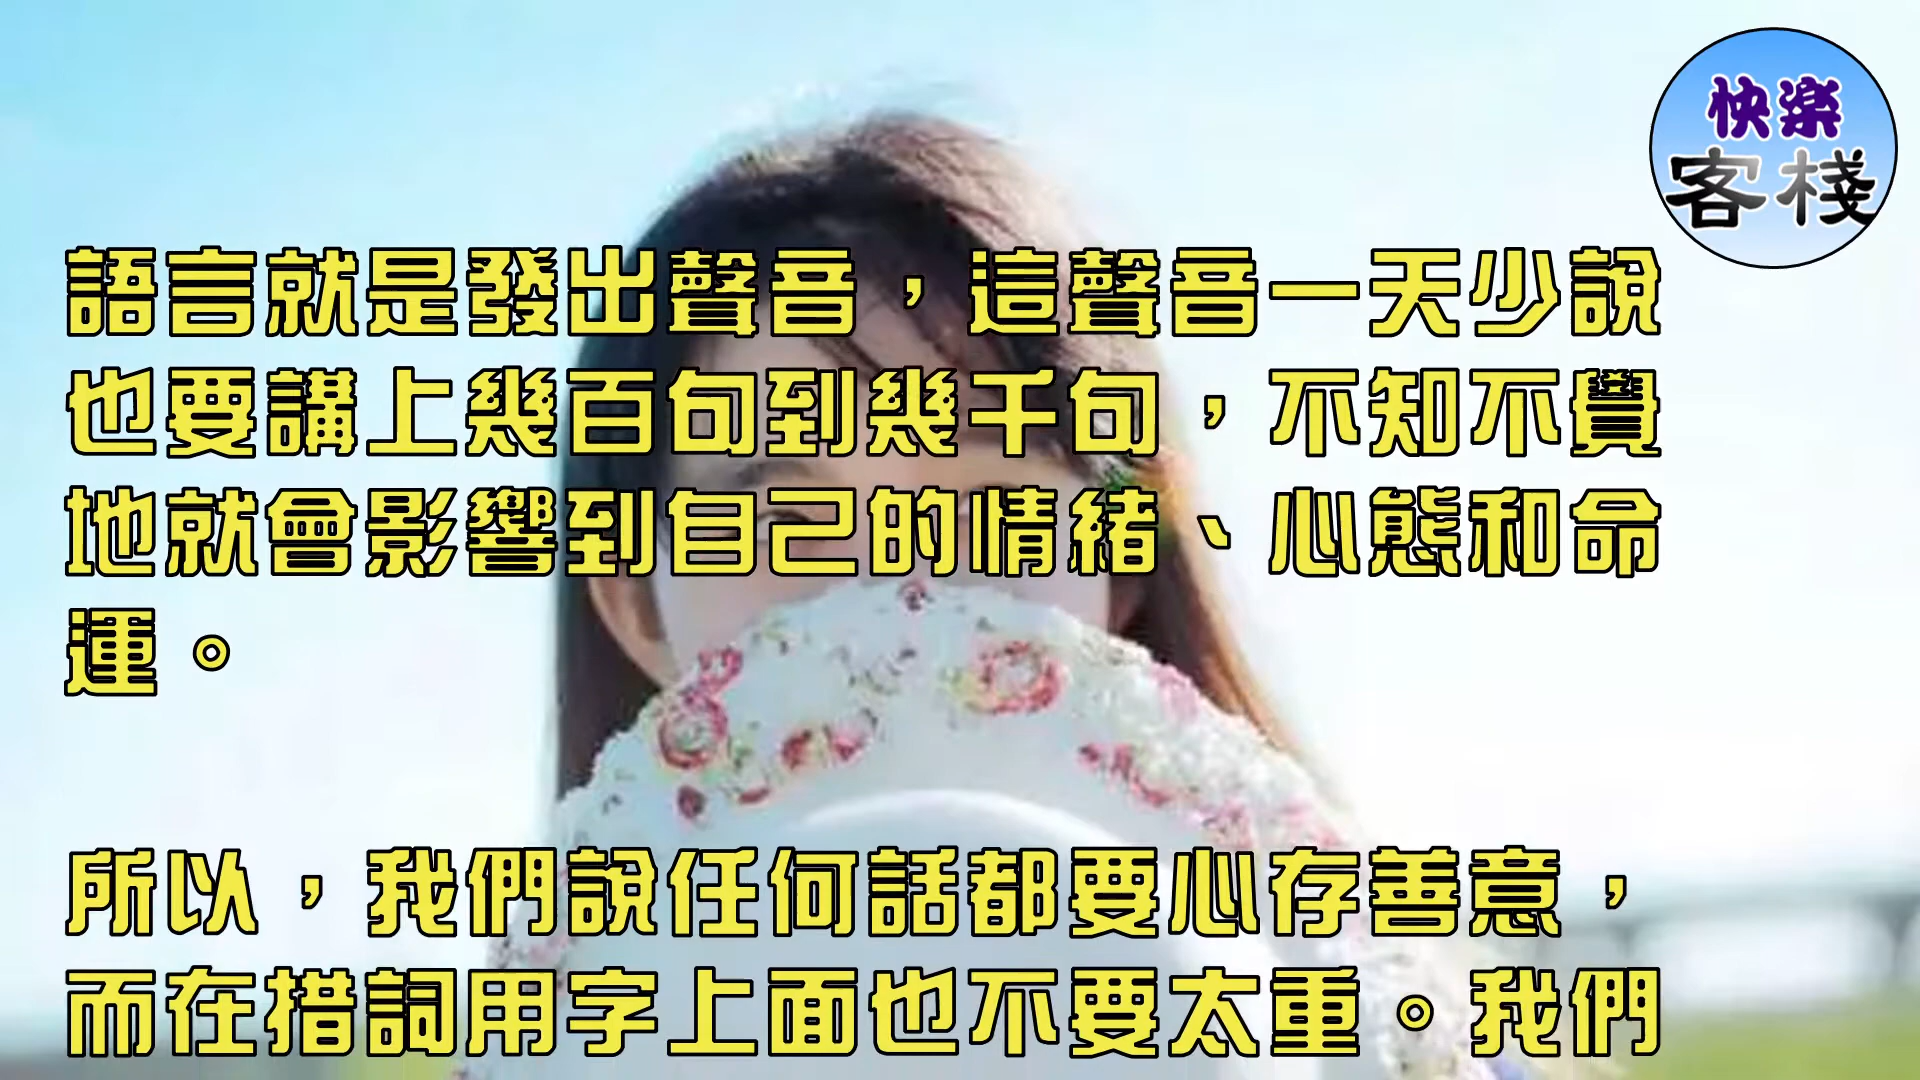 快楽
客棧
語言就是發出聲音，這聲音一天少說
也要講上幾百句到幾千句，不知不覺
地就會影響到自己的情緒、心態和命
運。
所以，我們說任何話都要心存善意，
而在措詞用字上面也不要太重。我們